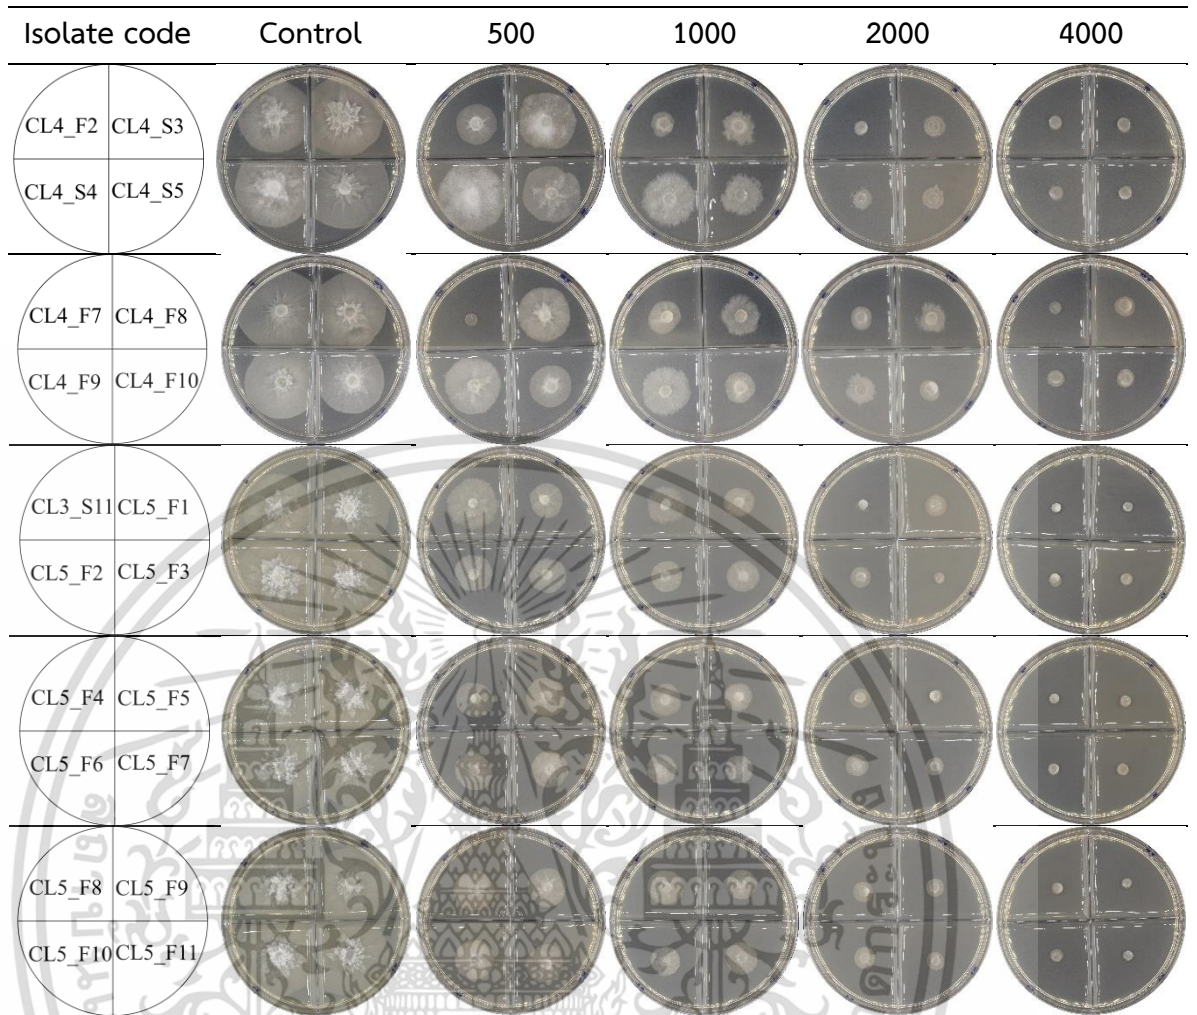 Isolate code Control 500 1000 2000 4000
CL4_F2 CL4_S3
CL4_S4 CL4_S5
CL4_F7 CL4_F8
CL4_F9 CL4_F10
CL3_S11 CL5_F1
CL5_F2 CL5_F3
CL5_F4 CL5_F5
CL5_F6 CL5_F7
CL5_F8 CL5_F9
CL5_F10 CL5_F11